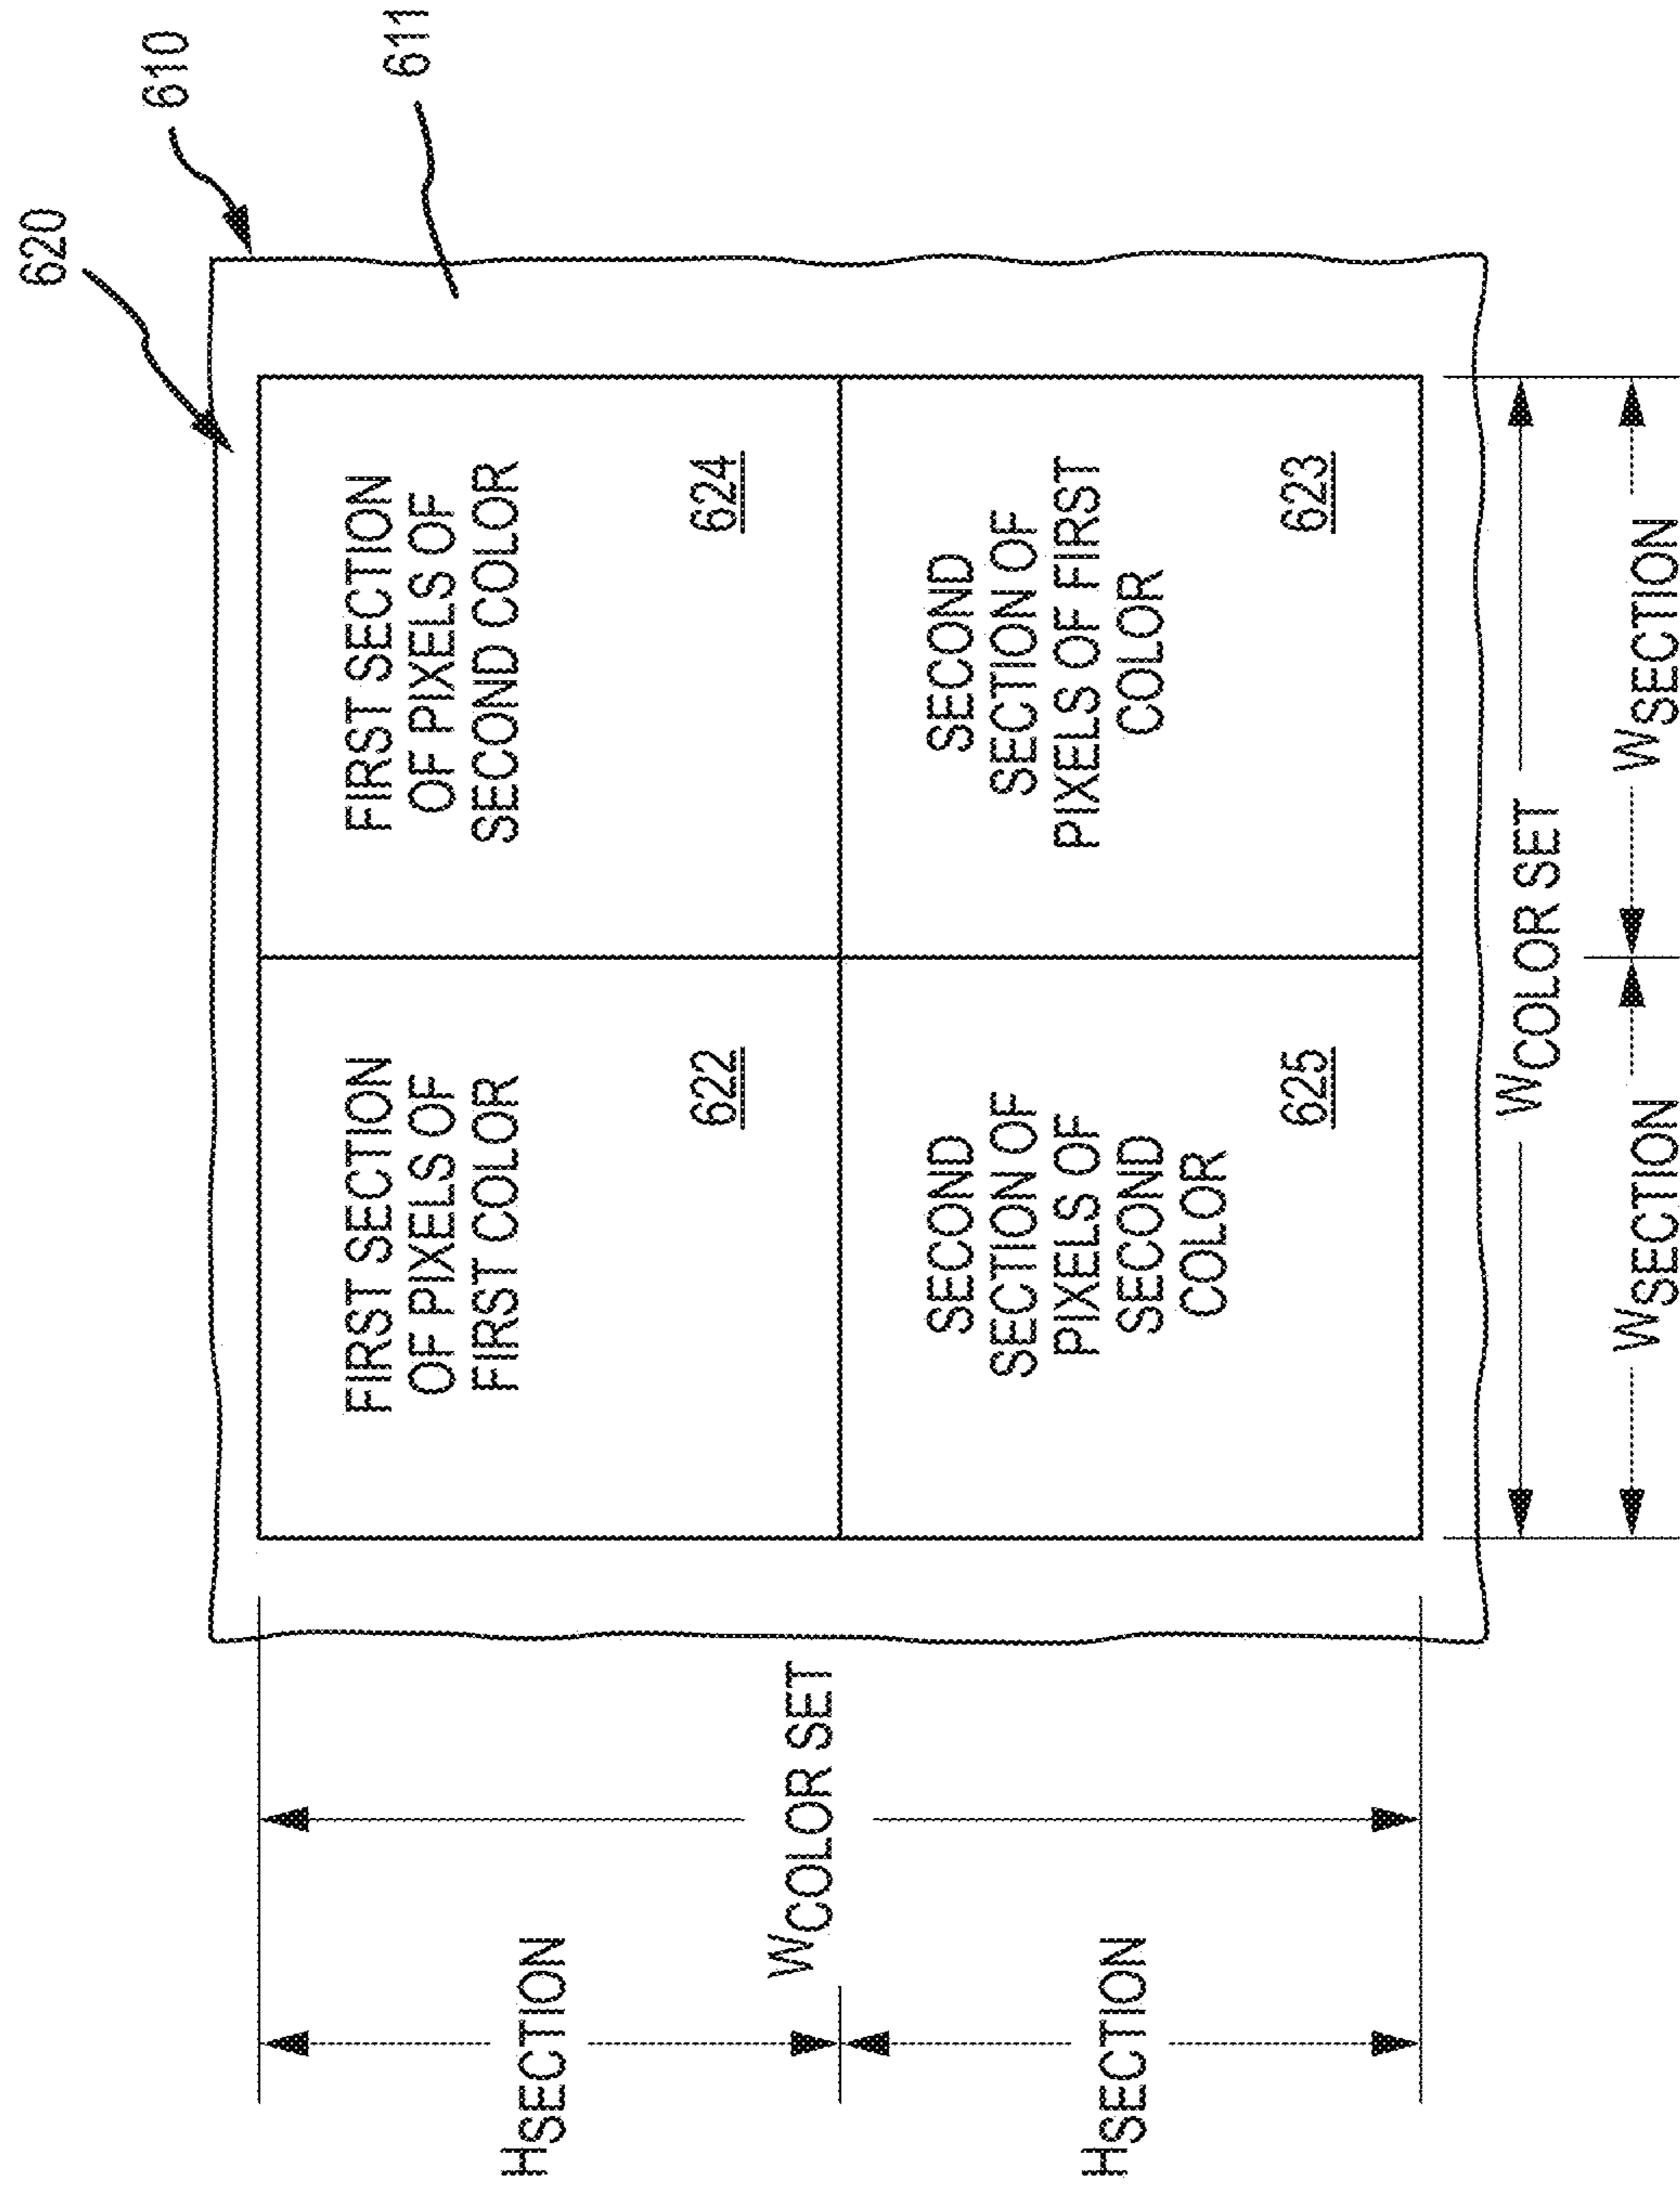 620
610
611
FIRST SECTION
OF PIXELS OF
FIRST COLOR
622
FIRST SECTION
OF PIXELS OF
SECOND COLOR
624
SECOND
SECTION OF
PIXELS OF
SECOND
COLOR
625
SECOND
SECTION OF
PIXELS OF FIRST
COLOR
623
HSECTION
HSECTION
WCOLOR SET
WCOLOR SET
WSECTION
WSECTION